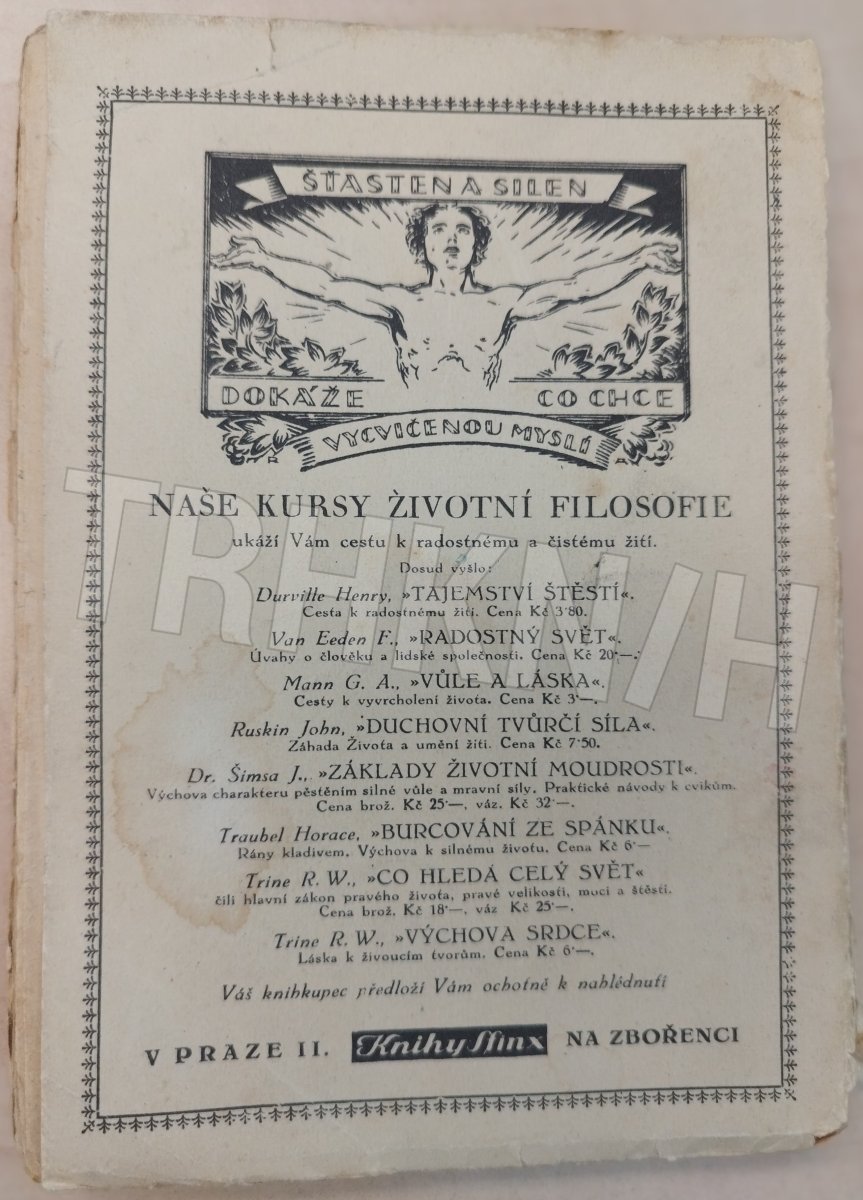 ŠŤASTEN A SILEN
DOKÁŽE CO CHCE
VYCVIČENOU MYSLÍ
NAŠE KURSY ŽIVOTNÍ FILOSOFIE
ukáží Vám cestu k radostnému a čistému žití.
Dosud vyšlo:
Durville Henry, »TAJEMSTVÍ ŠTĚSTÍ«.
Cesta k radostnému žití. Cena Kč 3·80.
Van Eeden F., »RADOSTNÝ SVĚT«.
Úvahy o člověku a lidské společnosti. Cena Kč 20·—.
Mann G. A., »VŮLE A LÁSKA«.
Cesty k vyvrcholení života. Cena Kč 3·—.
Ruskin John, »DUCHOVNÍ TVŮRČÍ SÍLA«.
Záhada Života a umění žíti. Cena Kč 7·50.
Dr. Šimsa J., »ZÁKLADY ŽIVOTNÍ MOUDROSTI«.
Výchova charakteru pěstěním silné vůle a mravní síly. Praktické návody k cvikům.
Cena brož. Kč 25·—, váz. Kč 32·—.
Traubel Horace, »BURCOVÁNÍ ZE SPÁNKU«.
Rány kladivem. Výchova k silnému životu. Cena Kč 6·—
Trine R. W., »CO HLEDÁ CELÝ SVĚT«
čili hlavní zákon pravého života, pravé velikosti, moci a štěstí.
Cena brož. Kč 18·—, váz Kč 25·—.
Trine R. W., »VÝCHOVA SRDCE«.
Láska k živoucím tvorům. Cena Kč 6·—.
Váš knihkupec předloží Vám ochotně k nahlédnutí
V PRAZE II. Knihy Minx NA ZBOŘENCI
TRHKNIH